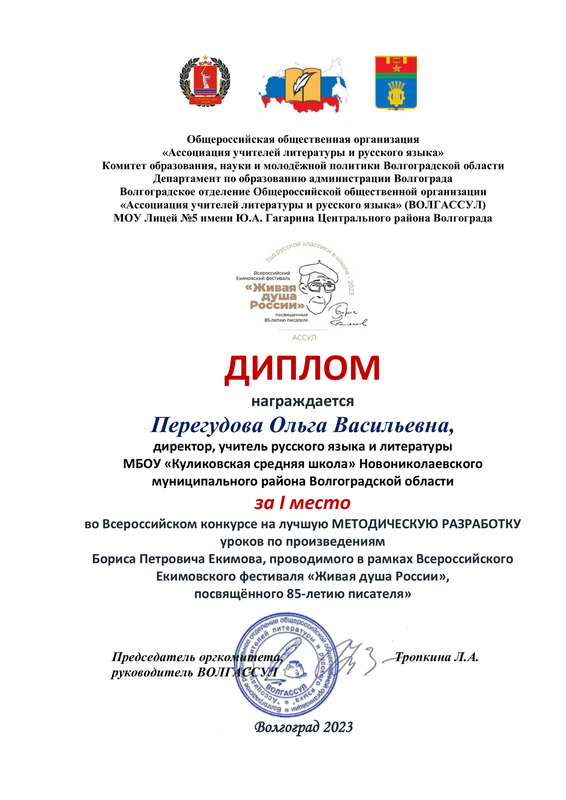 Общероссийская общественная организация
«Ассоциация учителей литературы и русского языка»
Комитет образования, науки и молодёжной политики Волгоградской области
Департамент по образованию администрации Волгограда
Волгоградское отделение Общероссийской общественной организации
«Ассоциация учителей литературы и русского языка» (ВОЛГАССУЛ)
МОУ Лицей №5 имени Ю.А. Гагарина Центрального района Волгограда
Год русской классики в школе - 2023
Всероссийский
Екимовский фестиваль
«Живая
душа
России»
посвященный
85-летию писателя
АССУЛ
ДИПЛОМ
награждается
Перегудова Ольга Васильевна,
директор, учитель русского языка и литературы
МБОУ «Куликовская средняя школа» Новониколаевского
муниципального района Волгоградской области
за I место
во Всероссийском конкурсе на лучшую МЕТОДИЧЕСКУЮ РАЗРАБОТКУ
уроков по произведениям
Бориса Петровича Екимова, проводимого в рамках Всероссийского
Екимовского фестиваля «Живая душа России»,
посвящённого 85-летию писателя»
Председатель оргкомитета, Тропкина Л.А.
руководитель ВОЛГАССУЛ
ВОЛГАССУЛ
Волгоград 2023